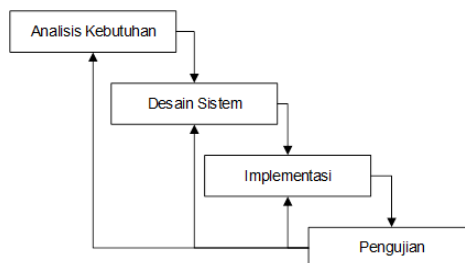 Analisis Kebutuhan
Desain Sistem
Implementasi
Pengujian